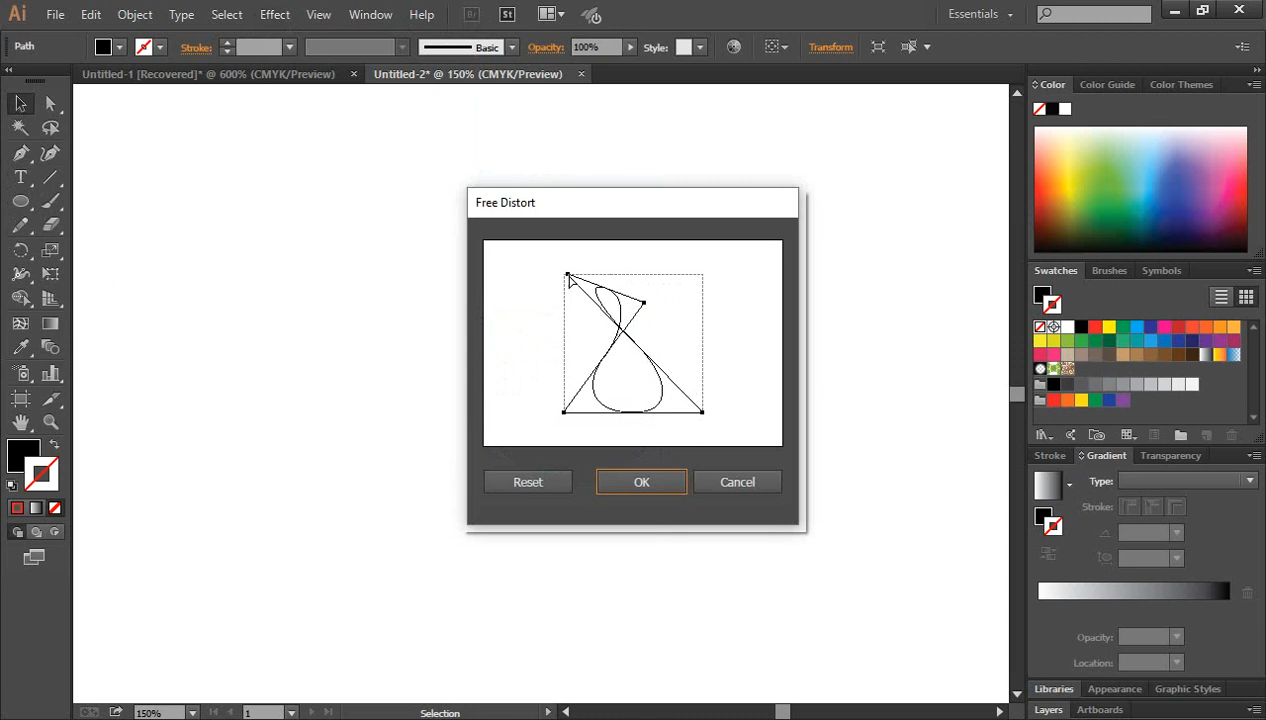 Ai File Edit Object Type Select Effect View Window Help Br St Essentials
Path Stroke: Basic Opacity: 100% Style: Transform
Untitled-1 [Recovered]* @ 600% (CMYK/Preview) Untitled-2* @ 150% (CMYK/Preview)
Color Color Guide Color Themes
Free Distort
Swatches Brushes Symbols
Reset OK Cancel
Stroke Gradient Transparency
Type:
Stroke:
Opacity:
Location:
Libraries Appearance Graphic Styles
Layers Artboards
150% 1 Selection